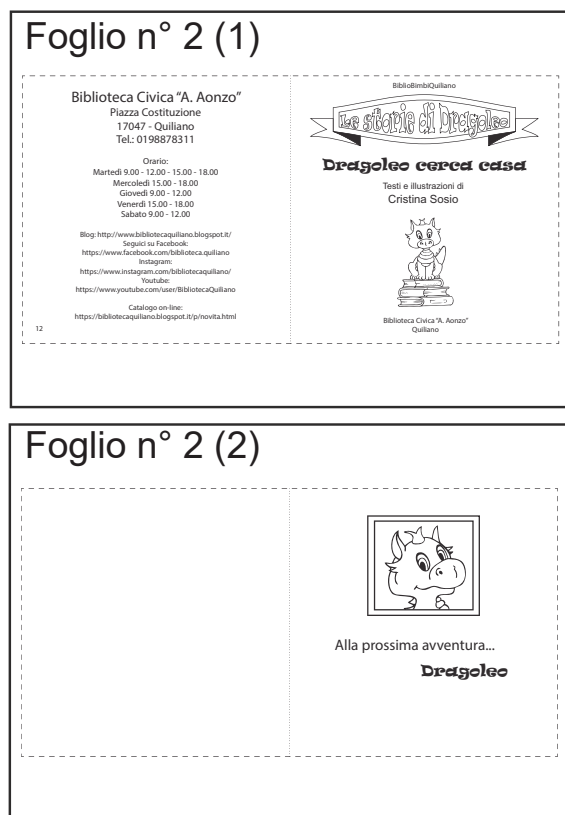 Foglio n° 2 (1)
Biblioteca Civica "A. Aonzo"
Piazza Costituzione
17047 - Quiliano
Tel.: 0198878311
Orario:
Martedì 9.00 - 12.00 - 15.00 - 18.00
Mercoledì 15.00 - 18.00
Giovedì 9.00 - 12.00
Venerdì 15.00 - 18.00
Sabato 9.00 - 12.00
Blog: http://www.bibliotecaquiliano.blogspot.it/
Seguici su Facebook:
https://www.facebook.com/biblioteca.quiliano
Instagram:
https://www.instagram.com/bibliotecaquiliano/
Youtube:
https://www.youtube.com/user/BibliotecaQuiliano
Catalogo on-line:
https://bibliotecaquiliano.blogspot.it/p/novita.html
12
BiblioBimbiQuiliano
Le storie di Dragoleo
Dragoleo cerca casa
Testi e illustrazioni di
Cristina Sosio
Biblioteca Civica "A. Aonzo"
Quiliano
Foglio n° 2 (2)
Alla prossima avventura...
Dragoleo